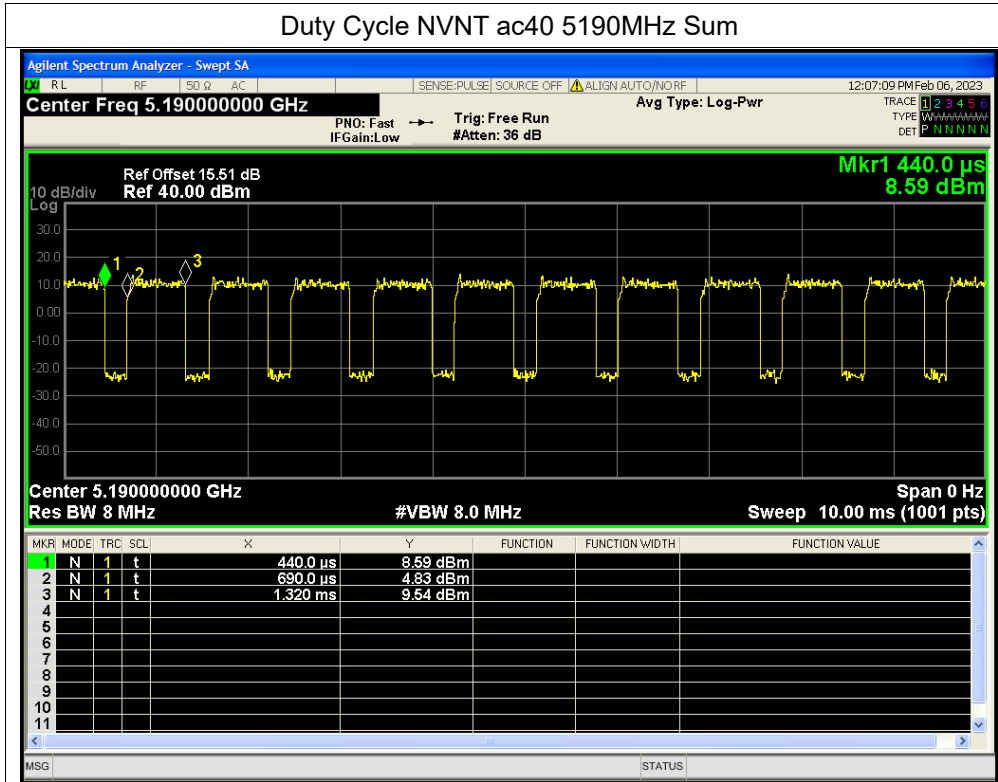 Duty Cycle NVNT ac40 5190MHz Sum
Agilent Spectrum Analyzer - Swept SA
LXI RL RF 50 Ω AC SENSE:PULSE SOURCE OFF ALIGN AUTO/NO RF 12:07:09 PM Feb 06, 2023
Center Freq 5.190000000 GHz Avg Type: Log-Pwr TRACE 1 2 3 4 5 6
PNO: Fast Trig: Free Run TYPE WWWWWW
IFGain:Low #Atten: 36 dB DET P N N N N N
Mkr1 440.0 µs
Ref Offset 15.51 dB
10 dB/div Ref 40.00 dBm 8.59 dBm
Log
30.0
20.0
10.0
0.00
-10.0
-20.0
-30.0
-40.0
-50.0
1 2 3
Center 5.190000000 GHz Span 0 Hz
Res BW 8 MHz #VBW 8.0 MHz Sweep 10.00 ms (1001 pts)
MKR MODE TRC SCL X Y FUNCTION FUNCTION WIDTH FUNCTION VALUE
1 N 1 t 440.0 µs 8.59 dBm
2 N 1 t 690.0 µs 4.83 dBm
3 N 1 t 1.320 ms 9.54 dBm
4
5
6
7
8
9
10
11
MSG STATUS